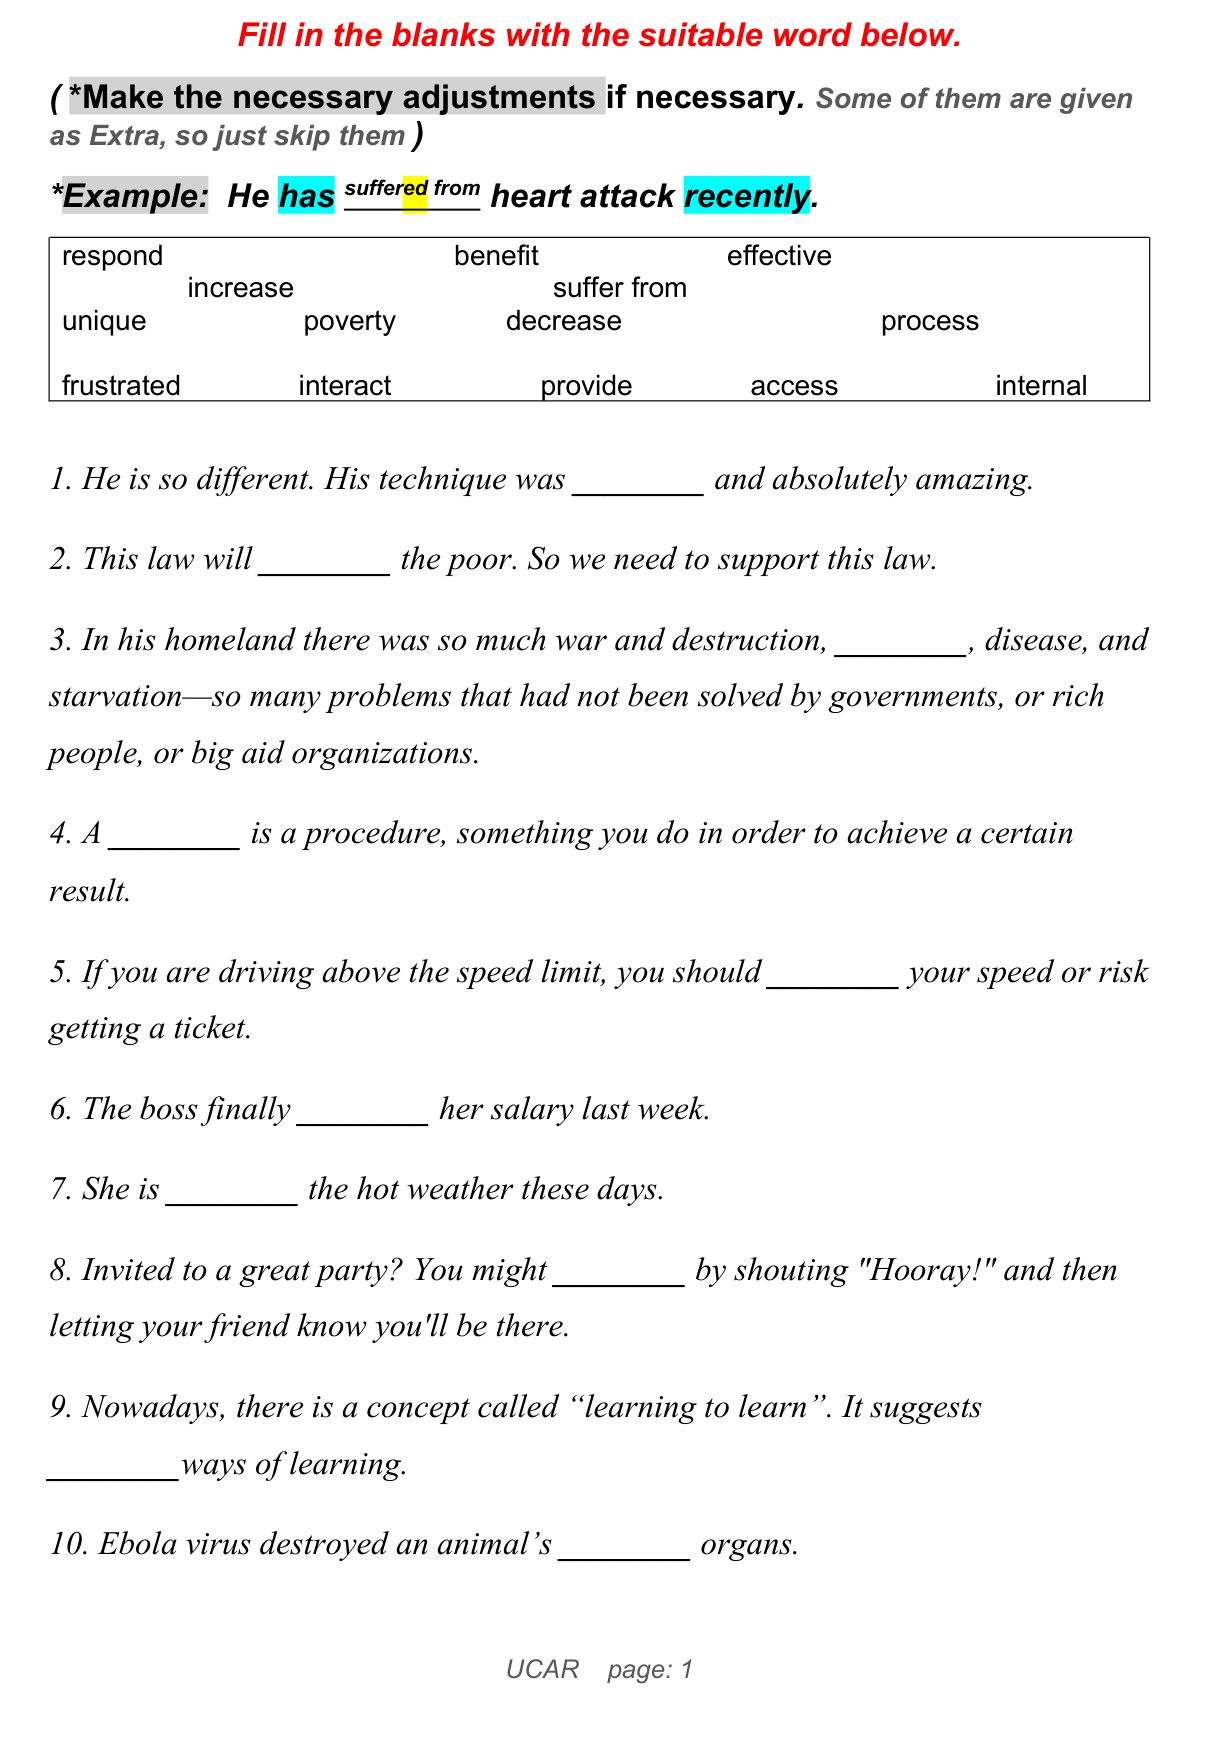 Fill in the blanks with the suitable word below.
( *Make the necessary adjustments if necessary. Some of them are given
as Extra, so just skip them )
*Example: He has suffered from heart attack recently.
respond benefit effective
increase suffer from
unique poverty decrease process
frustrated interact provide access internal
1. He is so different. His technique was ________ and absolutely amazing.
2. This law will ________ the poor. So we need to support this law.
3. In his homeland there was so much war and destruction, ________, disease, and
starvation—so many problems that had not been solved by governments, or rich
people, or big aid organizations.
4. A ________ is a procedure, something you do in order to achieve a certain
result.
5. If you are driving above the speed limit, you should ________ your speed or risk
getting a ticket.
6. The boss finally ________ her salary last week.
7. She is ________ the hot weather these days.
8. Invited to a great party? You might ________ by shouting "Hooray!" and then
letting your friend know you'll be there.
9. Nowadays, there is a concept called “learning to learn”. It suggests
________ ways of learning.
10. Ebola virus destroyed an animal’s ________ organs.
UCAR page: 1